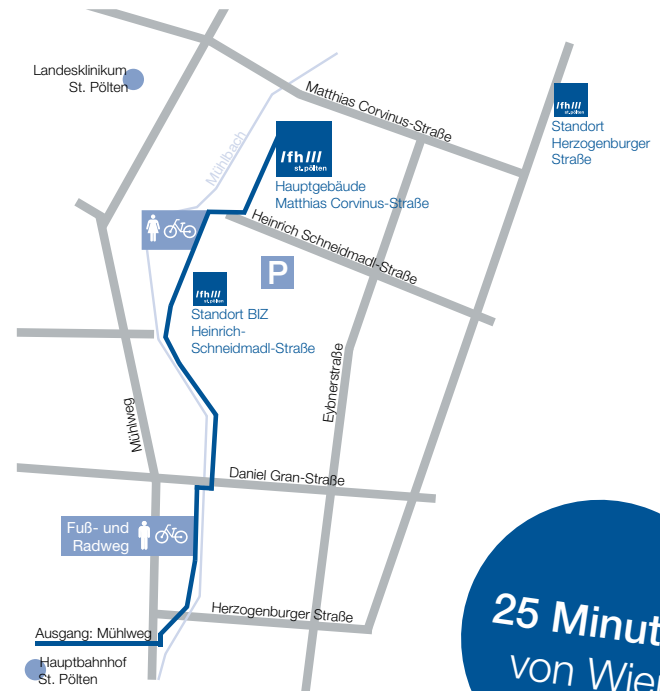 Landesklinikum
St. Pölten
Matthias Corvinus-Straße
/fh///
st.pölten
Standort
Herzogenburger
Straße
Mühlbach
/fh///
st.pölten
Hauptgebäude
Matthias Corvinus-Straße
Heinrich Schneidmadl-Straße
P
/fh///
st.pölten
Standort BIZ
Heinrich-
Schneidmadl-Straße
Eybnerstraße
Mühlweg
Daniel Gran-Straße
Fuß- und
Radweg
Herzogenburger Straße
Ausgang: Mühlweg
Hauptbahnhof
St. Pölten
25 Minut
von Wie